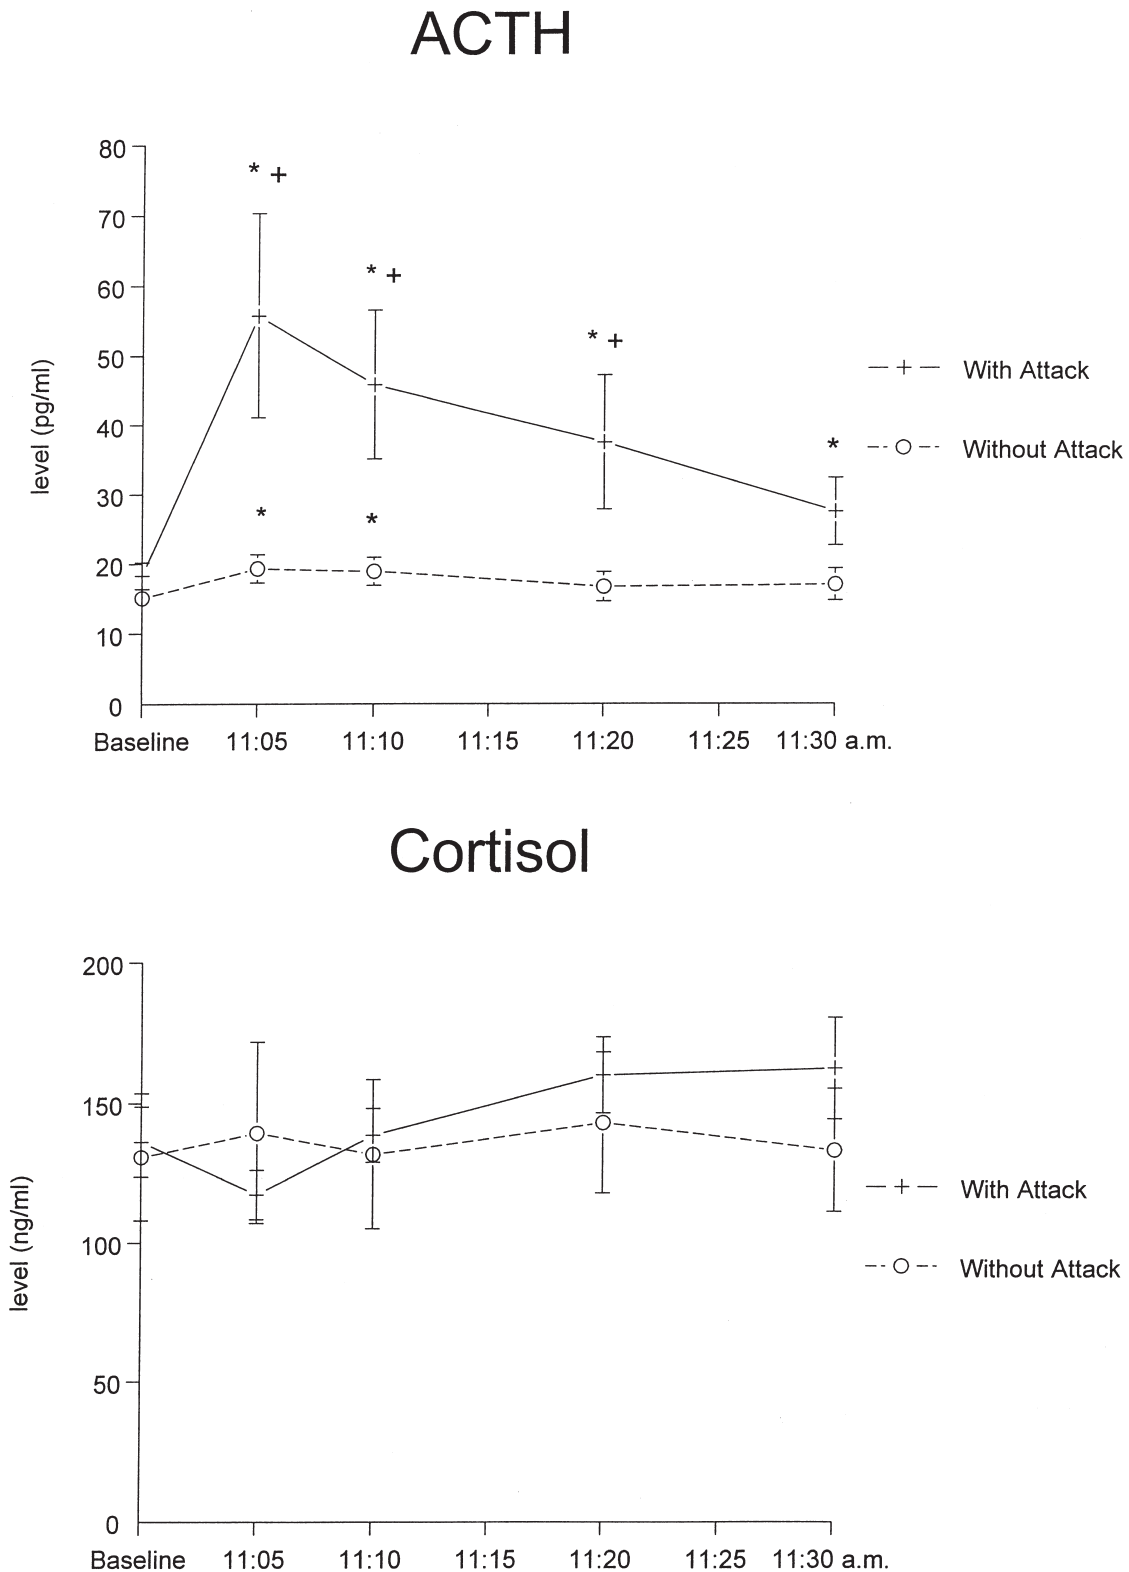 ACTH
80
* +
70
* +
60
* +
50
level (pg/ml)
With Attack
40
*
Without Attack
30
*
*
20
10
0
Baseline 11:05 11:10 11:15 11:20 11:25 11:30 a.m.
Cortisol
200
150
level (ng/ml)
With Attack
100
Without Attack
50
0
Baseline 11:05 11:10 11:15 11:20 11:25 11:30 a.m.